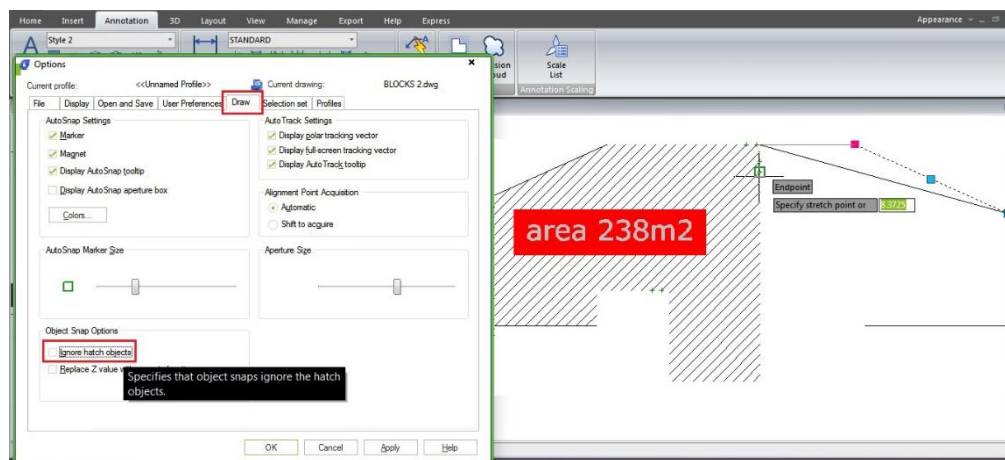 Home Insert Annotation 3D Layout View Manage Export Help Express Appearance
A Style 2 STANDARD
sion
oud
Scale
List
Annotation Scaling
Options
Current profile: <<Unnamed Profile>> Current drawing: BLOCKS 2.dwg
File Display Open and Save User Preferences Draw Selection set Profiles
AutoSnap Settings
Marker
Magnet
Display AutoSnap tooltip
Display AutoSnap aperture box
Colors...
AutoTrack Settings
Display polar tracking vector
Display full-screen tracking vector
Display AutoTrack tooltip
Alignment Point Acquisition
Automatic
Shift to acquire
AutoSnap Marker Size
Aperture Size
Object Snap Options
Ignore hatch objects
Replace Z value
Specifies that object snaps ignore the hatch
objects.
OK Cancel Apply Help
area 238m2
Endpoint
Specify stretch point or 8.3725